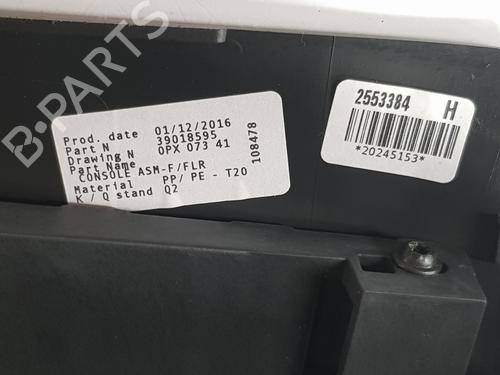 Prod. date 01/12/2016
Part N 39018595
Drawing N 0PX 073 41
Part Name
CONSOLE ASM-F/FLR
Material PP/ PE - T20
K / Q stand Q2
108478
2553384 H
*20245153*
B-PARTS